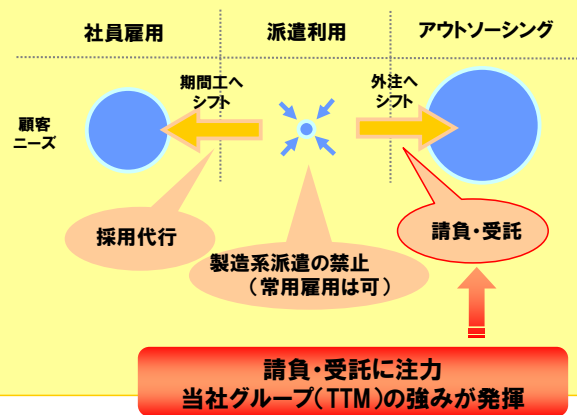 社員雇用
派遣利用
アウトソーシング
顧客
ニーズ
期間工へ
シフト
外注へ
シフト
採用代行
製造系派遣の禁止
（常用雇用は可）
請負・受託
請負・受託に注力
当社グループ（TTM）の強みが発揮